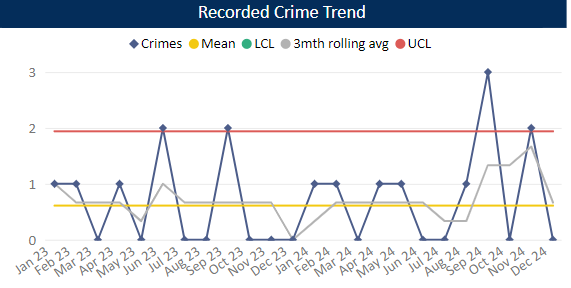 Recorded Crime Trend
Crimes Mean LCL 3mth rolling avg UCL
3
2
1
0
Jan 23 Feb 23 Mar 23 Apr 23 May 23 Jun 23 Jul 23 Aug 23 Sep 23 Oct 23 Nov 23 Dec 23 Jan 24 Feb 24 Mar 24 Apr 24 May 24 Jun 24 Jul 24 Aug 24 Sep 24 Oct 24 Nov 24 Dec 24